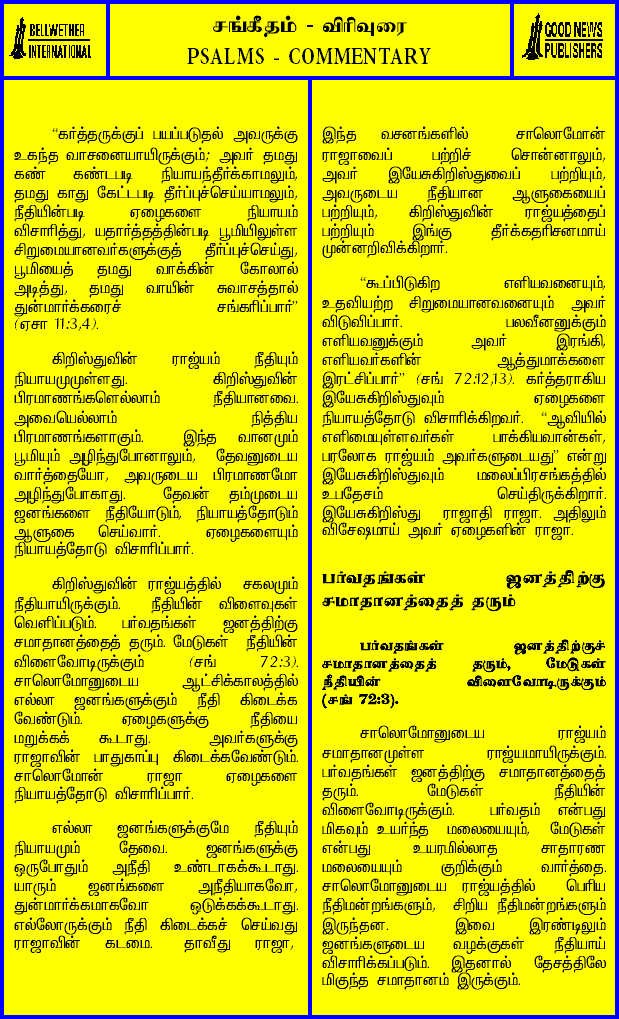 BELLWETHER
INTERNATIONAL
சங்கீதம் - விரிவுரை
PSALMS - COMMENTARY
GOOD NEWS
PUBLISHERS
“கர்த்தருக்குப் பயப்படுதல் அவருக்கு
உகந்த வாசனையாயிருக்கும்; அவர் தமது
கண் கண்டபடி நியாயந்தீர்க்காமலும்,
தமது காது கேட்டபடி தீர்ப்புச்செய்யாமலும்,
நீதியின்படி ஏழைகளை நியாயம்
விசாரித்து, யதார்த்தத்தின்படி பூமியிலுள்ள
சிறுமையானவர்களுக்குத் தீர்ப்புச்செய்து,
பூமியைத் தமது வாக்கின் கோலால்
அடித்து, தமது வாயின் சுவாசத்தால்
துன்மார்க்கரைச் சங்கரிப்பார்”
(ஏசா 11:3,4).
கிறிஸ்துவின் ராஜ்யம் நீதியும்
நியாயமுமுள்ளது. கிறிஸ்துவின்
பிரமாணங்களெல்லாம் நீதியானவை.
அவையெல்லாம் நித்திய
பிரமாணங்களாகும். இந்த வானமும்
பூமியும் அழிந்துபோனாலும், தேவனுடைய
வார்த்தையோ, அவருடைய பிரமாணமோ
அழிந்துபோகாது. தேவன் தம்முடைய
ஜனங்களை நீதியோடும், நியாயத்தோடும்
ஆளுகை செய்வார். ஏழைகளையும்
நியாயத்தோடு விசாரிப்பார்.
கிறிஸ்துவின் ராஜ்யத்தில் சகலமும்
நீதியாயிருக்கும். நீதியின் விளைவுகள்
வெளிப்படும். பர்வதங்கள் ஜனத்திற்கு
சமாதானத்தைத் தரும். மேடுகள் நீதியின்
விளைவோடிருக்கும் (சங் 72:3).
சாலொமோனுடைய ஆட்சிக்காலத்தில்
எல்லா ஜனங்களுக்கும் நீதி கிடைக்க
வேண்டும். ஏழைகளுக்கு நீதியை
மறுக்கக் கூடாது. அவர்களுக்கு
ராஜாவின் பாதுகாப்பு கிடைக்கவேண்டும்.
சாலொமோன் ராஜா ஏழைகளை
நியாயத்தோடு விசாரிப்பார்.
எல்லா ஜனங்களுக்குமே நீதியும்
நியாயமும் தேவை. ஜனங்களுக்கு
ஒருபோதும் அநீதி உண்டாகக்கூடாது.
யாரும் ஜனங்களை அநீதியாகவோ,
துன்மார்க்கமாகவோ ஒடுக்கக்கூடாது.
எல்லோருக்கும் நீதி கிடைக்கச் செய்வது
ராஜாவின் கடமை. தாவீது ராஜா,
இந்த வசனங்களில் சாலொமோன்
ராஜாவைப் பற்றிச் சொன்னாலும்,
அவர் இயேசுகிறிஸ்துவைப் பற்றியும்,
அவருடைய நீதியான ஆளுகையைப்
பற்றியும், கிறிஸ்துவின் ராஜ்யத்தைப்
பற்றியும் இங்கு தீர்க்கதரிசனமாய்
முன்னறிவிக்கிறார்.
“கூப்பிடுகிற எளியவனையும்,
உதவியற்ற சிறுமையானவனையும் அவர்
விடுவிப்பார். பலவீனனுக்கும்
எளியவனுக்கும் அவர் இரங்கி,
எளியவர்களின் ஆத்துமாக்களை
இரட்சிப்பார்” (சங் 72:12,13). கர்த்தராகிய
இயேசுகிறிஸ்துவும் ஏழைகளை
நியாயத்தோடு விசாரிக்கிறவர். “ஆவியில்
எளிமையுள்ளவர்கள் பாக்கியவான்கள்,
பரலோக ராஜ்யம் அவர்களுடையது” என்று
இயேசுகிறிஸ்துவும் மலைப்பிரசங்கத்தில்
உபதேசம் செய்திருக்கிறார்.
இயேசுகிறிஸ்து ராஜாதி ராஜா. அதிலும்
விசேஷமாய் அவர் ஏழைகளின் ராஜா.
பர்வதங்கள் ஜனத்திற்கு
சமாதானத்தைத் தரும்
பர்வதங்கள் ஜனத்திற்குச்
சமாதானத்தைத் தரும், மேடுகள்
நீதியின் விளைவோடிருக்கும்
(சங் 72:3).
சாலொமோனுடைய ராஜ்யம்
சமாதானமுள்ள ராஜ்யமாயிருக்கும்.
பர்வதங்கள் ஜனத்திற்கு சமாதானத்தைத்
தரும். மேடுகள் நீதியின்
விளைவோடிருக்கும். பர்வதம் என்பது
மிகவும் உயர்ந்த மலையையும், மேடுகள்
என்பது உயரமில்லாத சாதாரண
மலையையும் குறிக்கும் வார்த்தை.
சாலொமோனுடைய ராஜ்யத்தில் பெரிய
நீதிமன்றங்களும், சிறிய நீதிமன்றங்களும்
இருந்தன. இவை இரண்டிலும்
ஜனங்களுடைய வழக்குகள் நீதியாய்
விசாரிக்கப்படும். இதனால் தேசத்திலே
மிகுந்த சமாதானம் இருக்கும்.